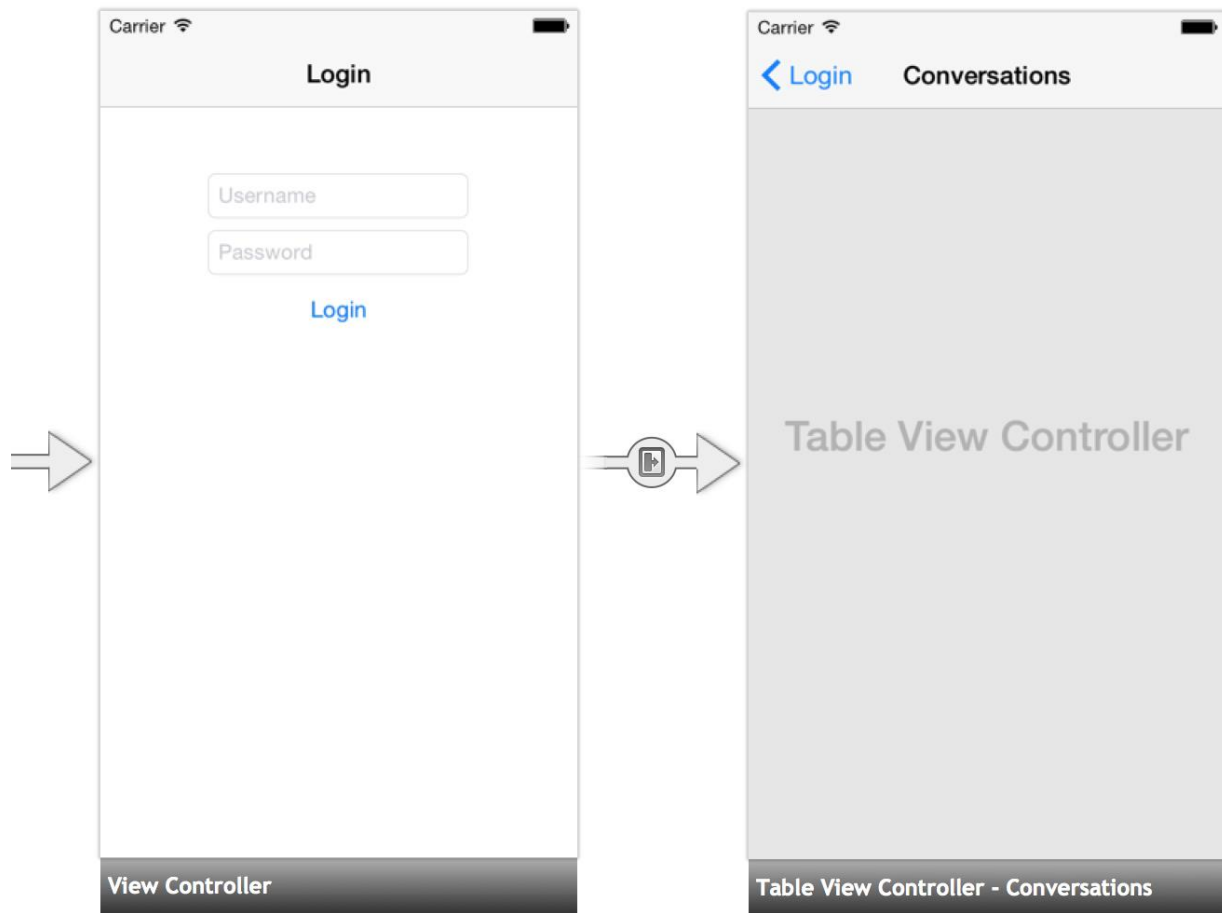 Carrier
Login
Username
Password
Login
View Controller
Carrier
Login
Conversations
Table View Controller
Table View Controller - Conversations